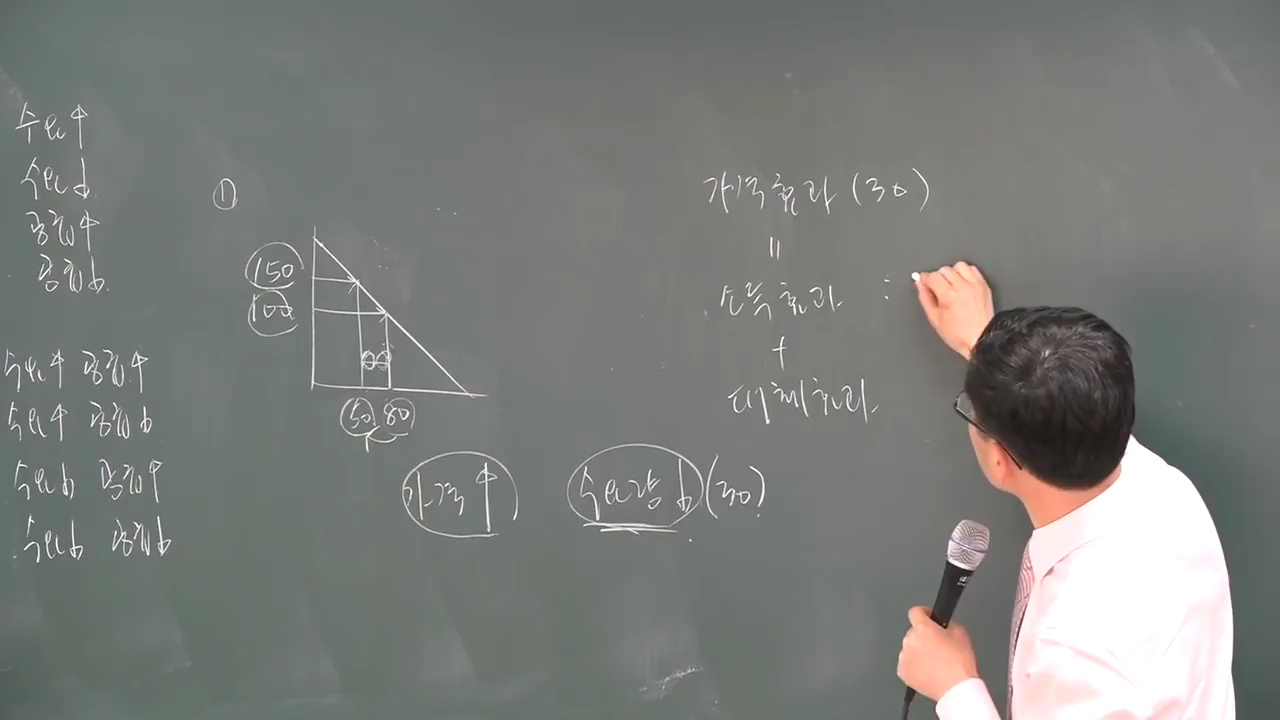 수요↑
수요↓
공급↑
공급↓
수요↑ 공급↑
수요↑ 공급↓
수요↓ 공급↑
수요↓ 공급↓
①
150
100
50 80
가격↑ 수요량↓(30)
가격효과 (30)
=
소득효과 :
+
대체효과